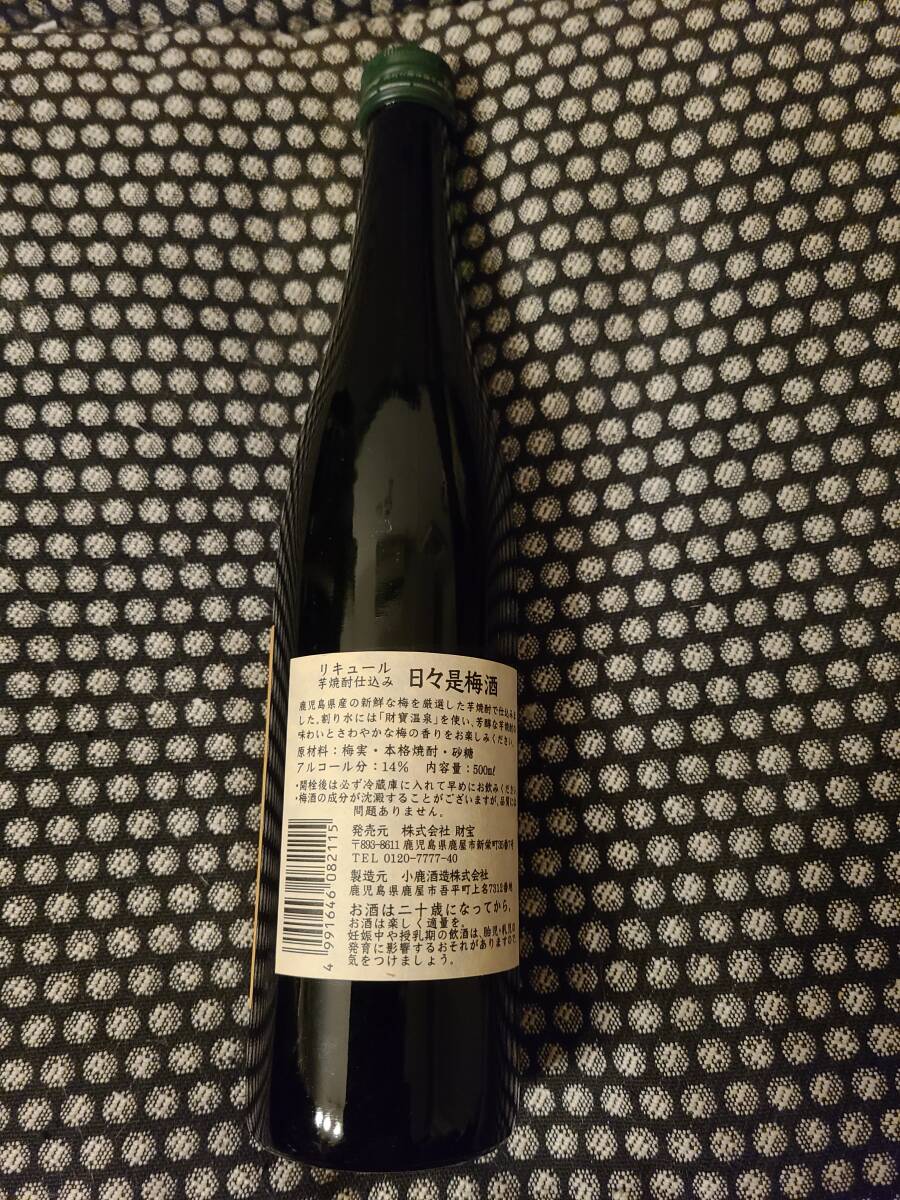 リキュール
芋焼酎仕込み 日々是梅酒
鹿児島県産の新鮮な梅を厳選した芋焼酎で仕込みま
した。割り水には「財寶温泉」を使い、芳醇な芋焼酎の
味わいとさわやかな梅の香りをお楽しみください。
原材料：梅実・本格焼酎・砂糖
アルコール分：14% 内容量：500ml
・開栓後は必ず冷蔵庫に入れて早めにお飲みください
・梅酒の成分が沈澱することがございますが、品質には
問題ありません。
発売元 株式会社 財宝
〒893-8611 鹿児島県鹿屋市新栄町35番7号
TEL 0120-7777-40
製造元 小鹿酒造株式会社
鹿児島県鹿屋市吾平町上名7312番地
お酒は二十歳になってから。
お酒は楽しく適量を。
妊娠中や授乳期の飲酒は、胎児・乳児の
発育に影響するおそれがありますので
気をつけましょう。
4 991646 082115